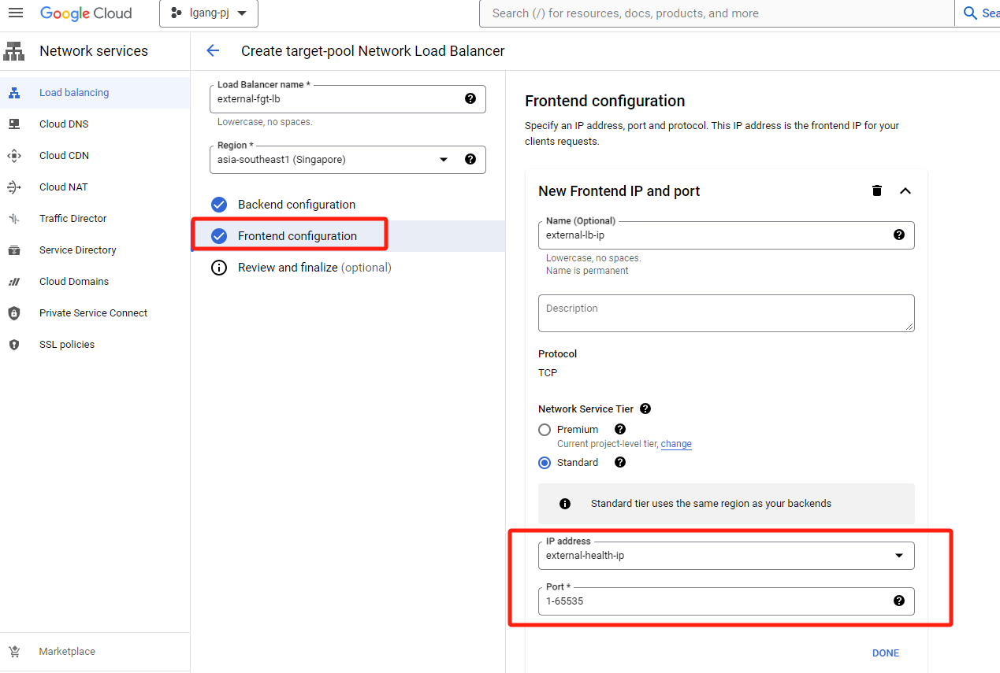 Google Cloud
lgang-pj
Search (/) for resources, docs, products, and more
Sea
Network services
Load balancing
Cloud DNS
Cloud CDN
Cloud NAT
Traffic Director
Service Directory
Cloud Domains
Private Service Connect
SSL policies
Marketplace
Create target-pool Network Load Balancer
Load Balancer name *
external-fgt-lb
Lowercase, no spaces.
Region *
asia-southeast1 (Singapore)
Backend configuration
Frontend configuration
Review and finalize (optional)
Frontend configuration
Specify an IP address, port and protocol. This IP address is the frontend IP for your
clients requests.
New Frontend IP and port
Name (Optional)
external-lb-ip
Lowercase, no spaces.
Name is permanent
Description
Protocol
TCP
Network Service Tier
Premium
Current project-level tier, change
Standard
Standard tier uses the same region as your backends
IP address
external-health-ip
Port *
1-65535
DONE